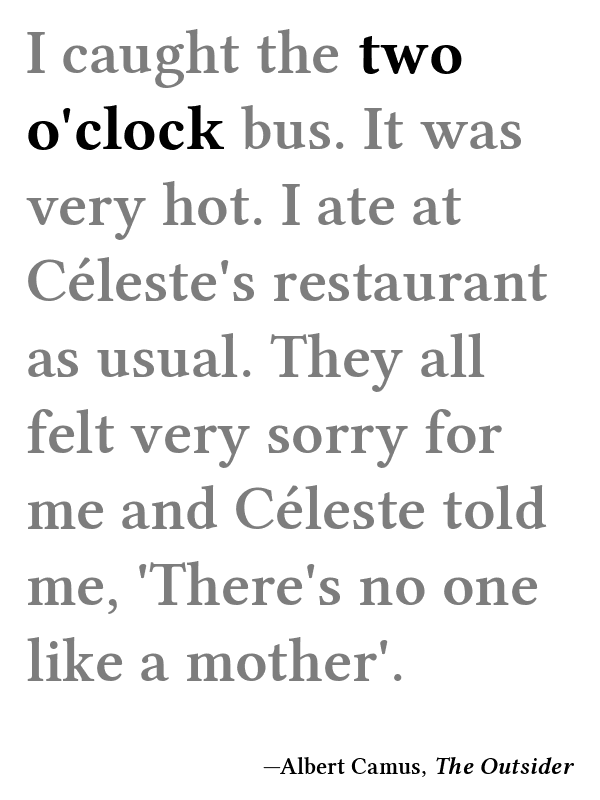 I caught the two
o'clock bus. It was
very hot. I ate at
Céleste's restaurant
as usual. They all
felt very sorry for
me and Céleste told
me, 'There's no one
like a mother'.
—Albert Camus, The Outsider